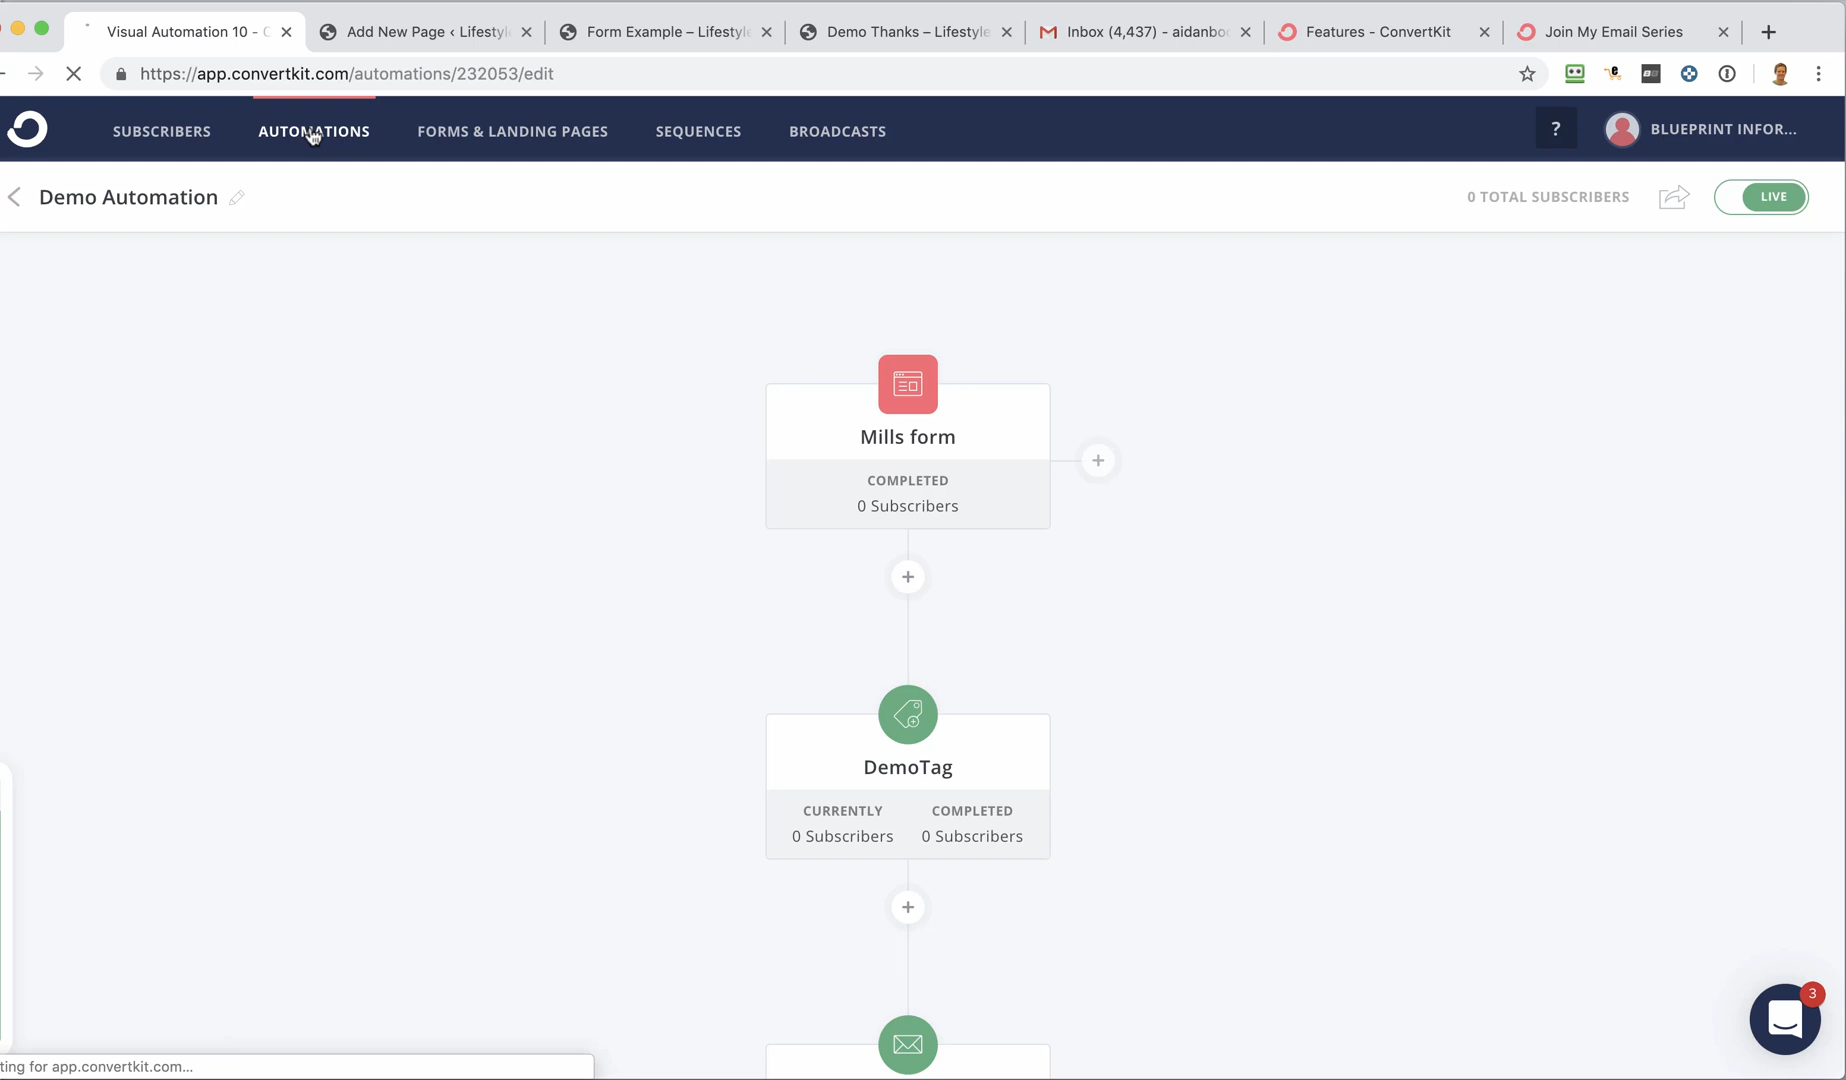 Visual Automation 10 - C
Add New Page ‹ Lifestyl
Form Example – Lifestyle
Demo Thanks – Lifestyle
Inbox (4,437) - aidanboo
Features - ConvertKit
Join My Email Series
https://app.convertkit.com/automations/232053/edit
SUBSCRIBERS
AUTOMATIONS
FORMS & LANDING PAGES
SEQUENCES
BROADCASTS
?
BLUEPRINT INFOR...
Demo Automation
0 TOTAL SUBSCRIBERS
LIVE
Mills form
COMPLETED
0 Subscribers
+
+
DemoTag
CURRENTLY COMPLETED
0 Subscribers 0 Subscribers
+
3
ting for app.convertkit.com...